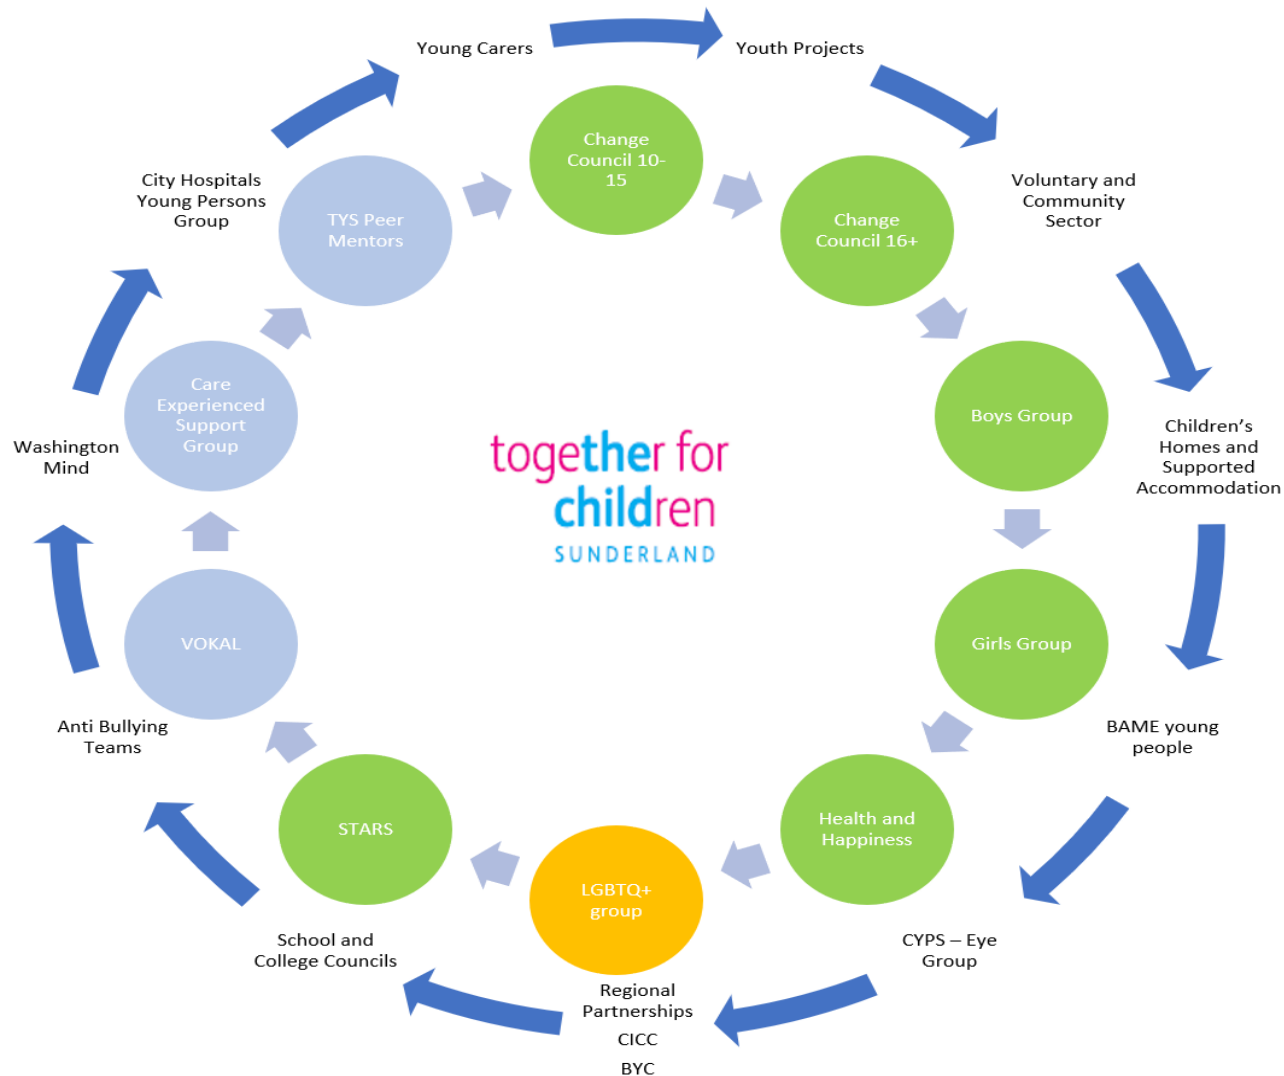 Young Carers
Youth Projects
Voluntary and
Community
Sector
Children's
Homes and
Supported
Accommodation
BAME young
people
CYPS – Eye
Group
Regional
Partnerships
CICC
BYC
School and
College Councils
Anti Bullying
Teams
Washington
Mind
City Hospitals
Young Persons
Group
Change
Council 10-
15
Change
Council 16+
Boys Group
Girls Group
Health and
Happiness
LGBTQ+
group
STARS
VOKAL
Care
Experienced
Support
Group
TYS Peer
Mentors
together for
children
SUNDERLAND